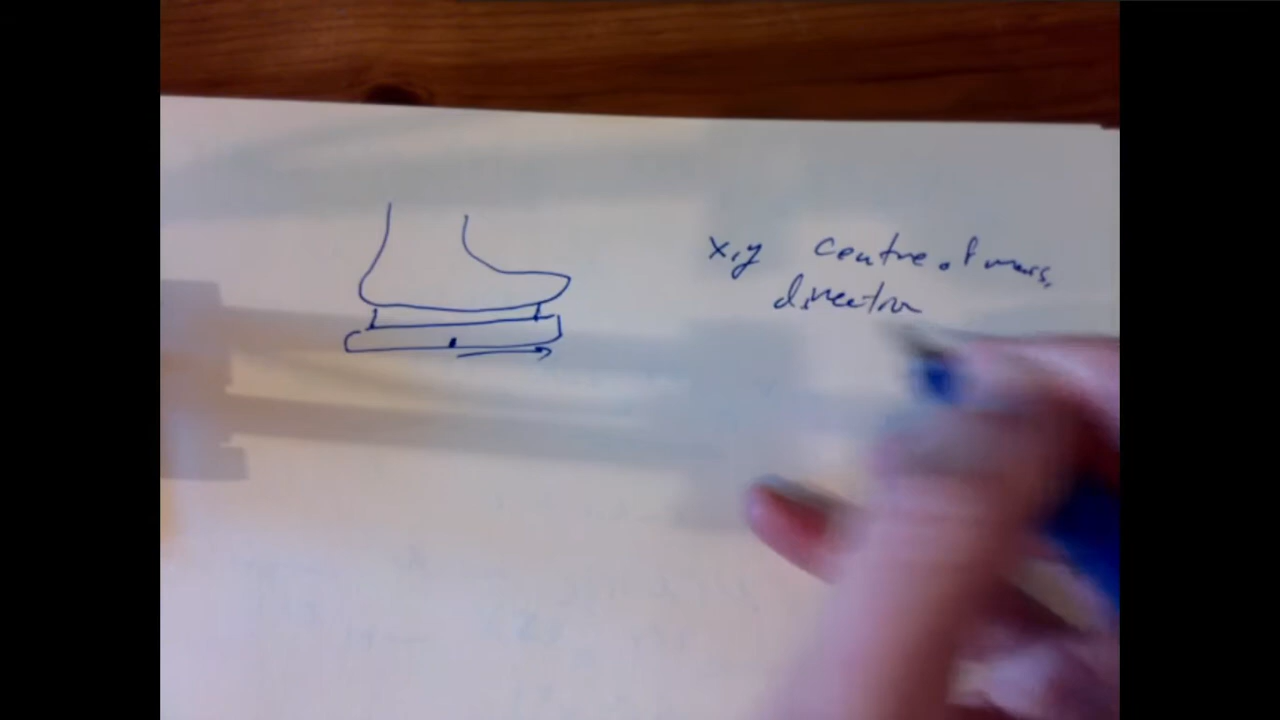 x,y centre of mass,
direction